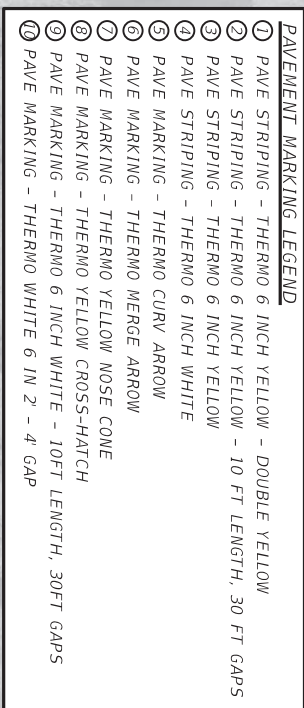 PAVEMENT MARKING LEGEND
1 PAVE STRIPING - THERMO 6 INCH YELLOW - DOUBLE YELLOW
2 PAVE STRIPING - THERMO 6 INCH YELLOW - 10 FT LENGTH, 30 FT GAPS
3 PAVE STRIPING - THERMO 6 INCH YELLOW
4 PAVE STRIPING - THERMO 6 INCH WHITE
5 PAVE MARKING - THERMO CURV ARROW
6 PAVE MARKING - THERMO MERGE ARROW
7 PAVE MARKING - THERMO YELLOW NOSE CONE
8 PAVE MARKING - THERMO YELLOW CROSS-HATCH
9 PAVE MARKING - THERMO 6 INCH WHITE - 10FT LENGTH, 30FT GAPS
10 PAVE MARKING - THERMO WHITE 6 IN 2' - 4' GAP